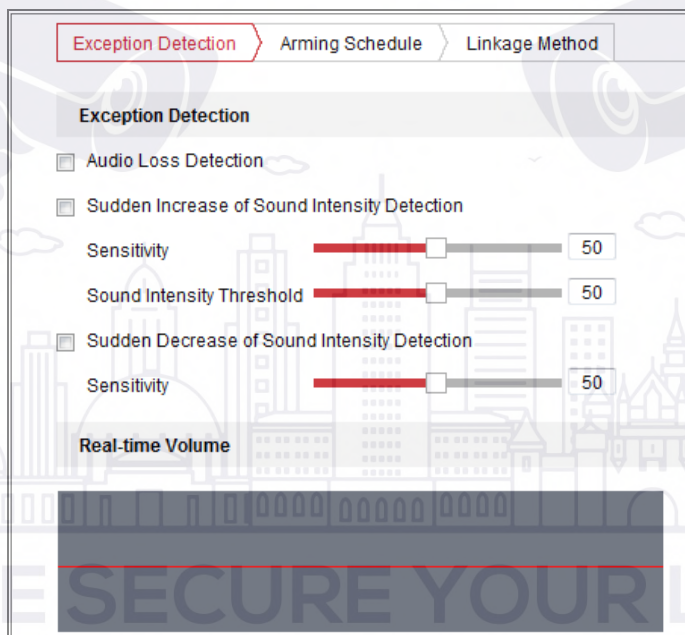 Exception Detection Arming Schedule Linkage Method
Exception Detection
Audio Loss Detection
Sudden Increase of Sound Intensity Detection
Sensitivity 50
Sound Intensity Threshold 50
Sudden Decrease of Sound Intensity Detection
Sensitivity 50
Real-time Volume
SECURE YOUR